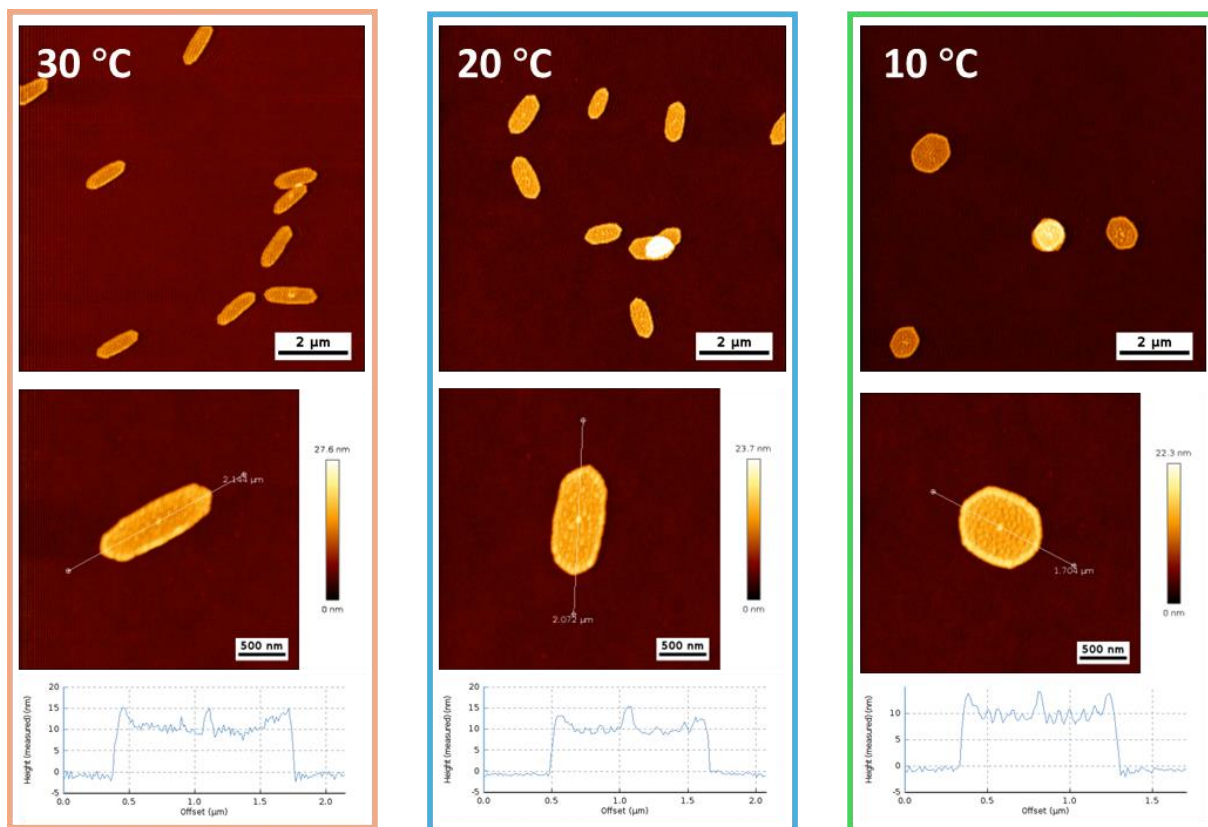 30 °C
2 µm
27.6 nm
2.144 µm
0 nm
500 nm
Height (measured) (nm)
20
15
10
5
0
-5
0.0
0.5
1.0
1.5
2.0
Offset (µm)
20 °C
2 µm
23.7 nm
2.072 µm
0 nm
500 nm
Height (measured) (nm)
20
15
10
5
0
-5
0.0
0.5
1.0
1.5
2.0
Offset (µm)
10 °C
2 µm
22.3 nm
1.704 µm
0 nm
500 nm
Height (measured) (nm)
10
5
0
-5
0.0
0.5
1.0
1.5
Offset (µm)